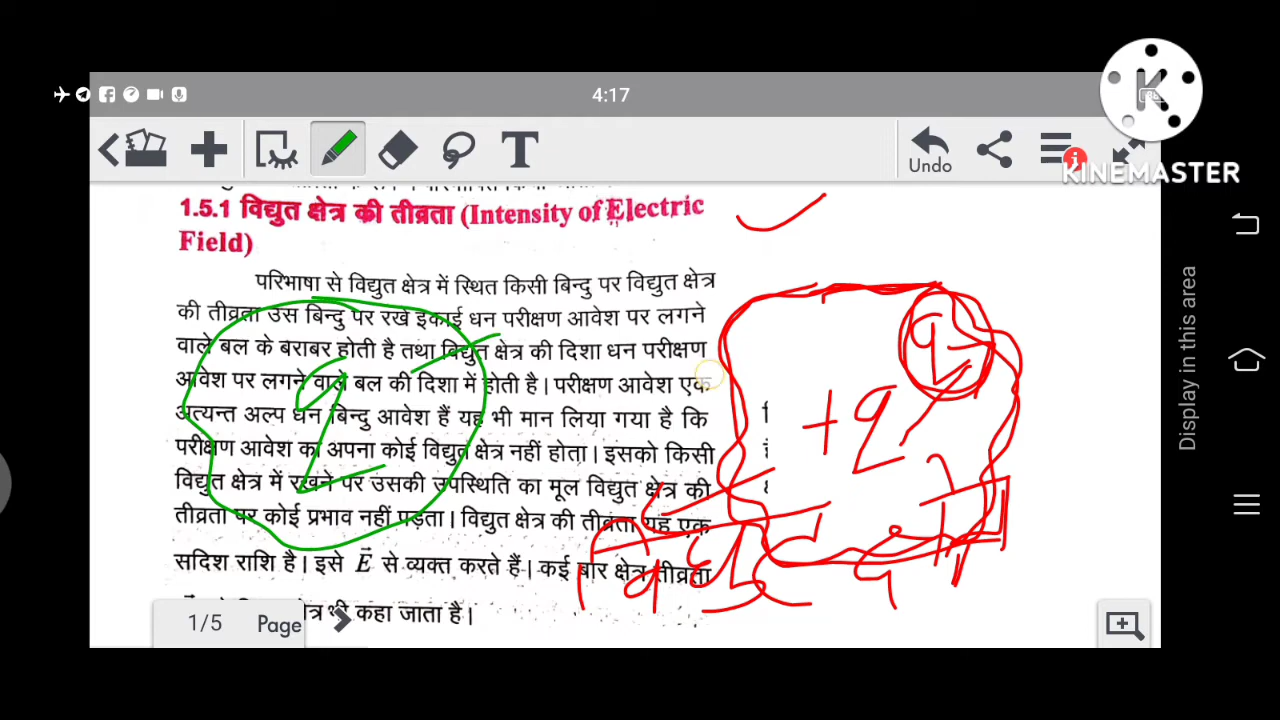 4:17
Undo
KINEMASTER
1.5.1 विद्युत क्षेत्र की तीव्रता (Intensity of Electric
Field)
परिभाषा से विद्युत क्षेत्र में स्थित किसी बिन्दु पर विद्युत क्षेत्र
की तीव्रता उस बिन्दु पर रखे इकाई धन परीक्षण आवेश पर लगने
वाले बल के बराबर होती है तथा विद्युत क्षेत्र की दिशा धन परीक्षण
आवेश पर लगने वाले बल की दिशा में होती है। परीक्षण आवेश एक
अत्यन्त अल्प धन बिन्दु आवेश हैं यह भी मान लिया गया है कि
परीक्षण आवेश का अपना कोई विद्युत क्षेत्र नहीं होता। इसको किसी
विद्युत क्षेत्र में रखने पर उसकी उपस्थिति का मूल विद्युत क्षेत्र की
तीव्रता पर कोई प्रभाव नहीं पड़ता। विद्युत क्षेत्र की तीव्रता यह एक
सदिश राशि है। इसे E⃗ से व्यक्त करते हैं। कई बार क्षेत्र तीव्रता
भी कहा जाता है।
q
+q
q
1/5 Page
Display in this area